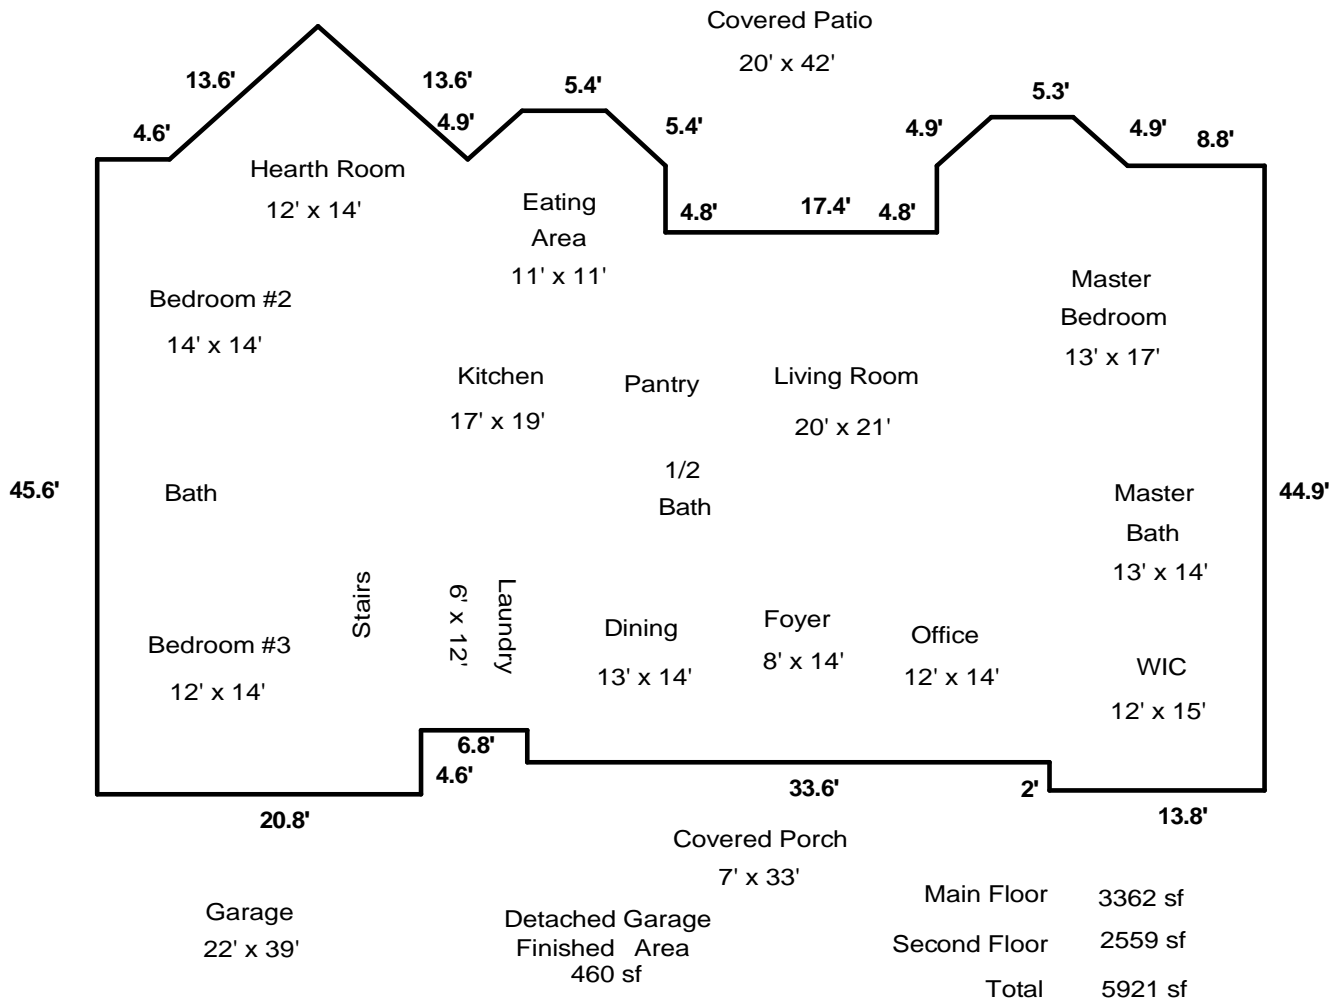 Covered Patio
20' x 42'
13.6'
13.6'
5.4'
5.3'
4.6'
4.9'
5.4'
4.9'
4.9'
8.8'
Hearth Room
12' x 14'
Eating
Area
11' x 11'
4.8'
17.4'
4.8'
Bedroom #2
14' x 14'
Master
Bedroom
13' x 17'
Kitchen
17' x 19'
Pantry
Living Room
20' x 21'
45.6'
Bath
1/2
Bath
Master
Bath
13' x 14'
44.9'
Stairs
Laundry
6' x 12'
Bedroom #3
12' x 14'
Dining
13' x 14'
Foyer
8' x 14'
Office
12' x 14'
WIC
12' x 15'
6.8'
4.6'
20.8'
33.6'
2'
13.8'
Covered Porch
7' x 33'
Garage
22' x 39'
Detached Garage
Finished Area
460 sf
Main Floor 3362 sf
Second Floor 2559 sf
Total 5921 sf